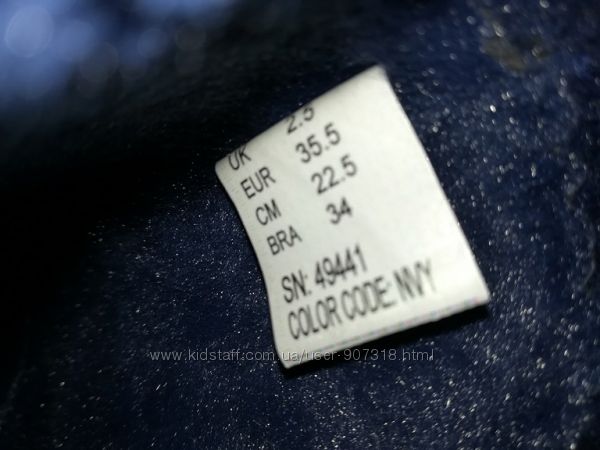 UK 2.5
EUR 35.5
CM 22.5
BRA 34
SN: 49441
COLOR CODE: NVY
www.kidstaff.com.ua/user-907318.html